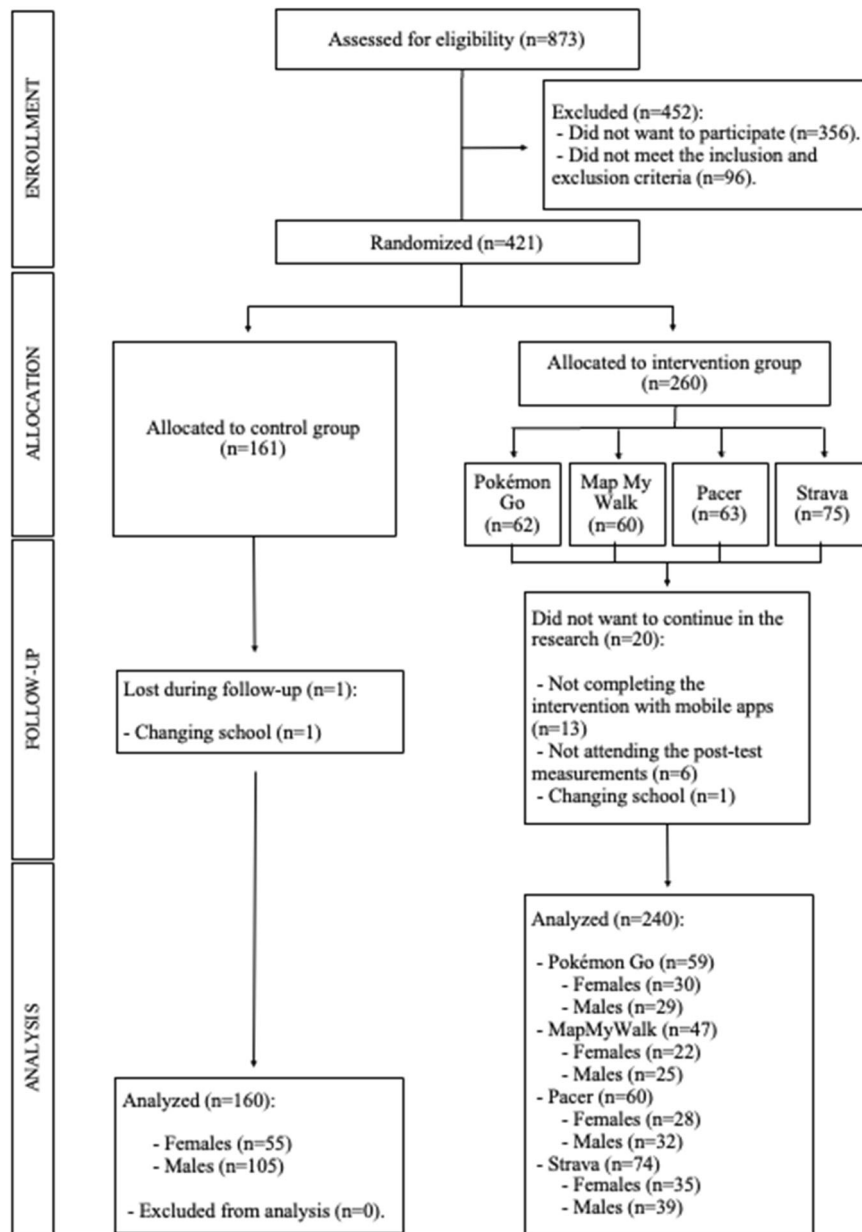 ENROLLMENT
Assessed for eligibility (n=873)
Excluded (n=452):
- Did not want to participate (n=356).
- Did not meet the inclusion and
exclusion criteria (n=96).
Randomized (n=421)
ALLOCATION
Allocated to control group
(n=161)
Allocated to intervention group
(n=260)
Pokémon
Go
(n=62)
Map My
Walk
(n=60)
Pacer
(n=63)
Strava
(n=75)
FOLLOW-UP
Lost during follow-up (n=1):
- Changing school (n=1)
Did not want to continue in the
research (n=20):
- Not completing the
intervention with mobile apps
(n=13)
- Not attending the post-test
measurements (n=6)
- Changing school (n=1)
ANALYSIS
Analyzed (n=160):
- Females (n=55)
- Males (n=105)
- Excluded from analysis (n=0).
Analyzed (n=240):
- Pokémon Go (n=59)
- Females (n=30)
- Males (n=29)
- MapMyWalk (n=47)
- Females (n=22)
- Males (n=25)
- Pacer (n=60)
- Females (n=28)
- Males (n=32)
- Strava (n=74)
- Females (n=35)
- Males (n=39)